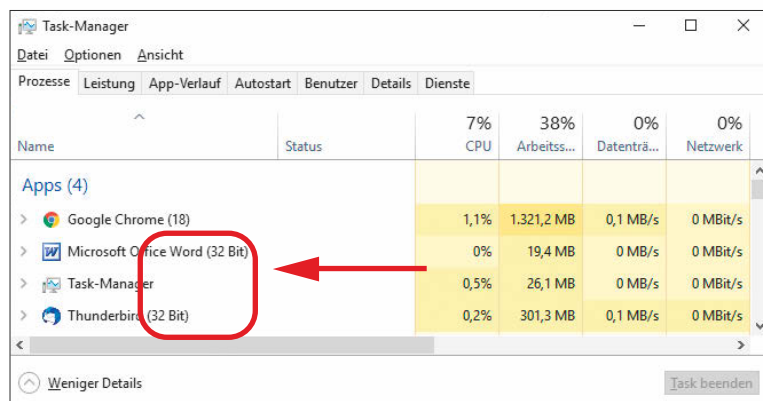 Task-Manager
Datei Optionen Ansicht
Prozesse Leistung App-Verlauf Autostart Benutzer Details Dienste
7% 38% 0% 0%
Name Status CPU Arbeitss... Datenträ... Netzwerk
Apps (4)
Google Chrome (18) 1,1% 1.321,2 MB 0,1 MB/s 0 MBit/s
Microsoft Office Word (32 Bit) 0% 19,4 MB 0 MB/s 0 MBit/s
Task-Manager 0,5% 26,1 MB 0 MB/s 0 MBit/s
Thunderbird (32 Bit) 0,2% 301,3 MB 0,1 MB/s 0 MBit/s
Weniger Details Task beenden